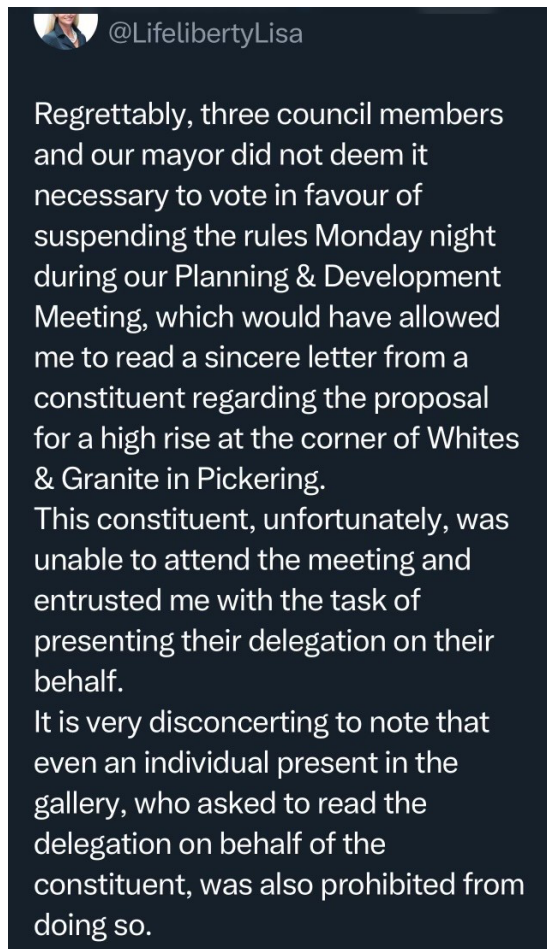 @LifelibertyLisa
Regrettably, three council members
and our mayor did not deem it
necessary to vote in favour of
suspending the rules Monday night
during our Planning & Development
Meeting, which would have allowed
me to read a sincere letter from a
constituent regarding the proposal
for a high rise at the corner of Whites
& Granite in Pickering.
This constituent, unfortunately, was
unable to attend the meeting and
entrusted me with the task of
presenting their delegation on their
behalf.
It is very disconcerting to note that
even an individual present in the
gallery, who asked to read the
delegation on behalf of the
constituent, was also prohibited from
doing so.